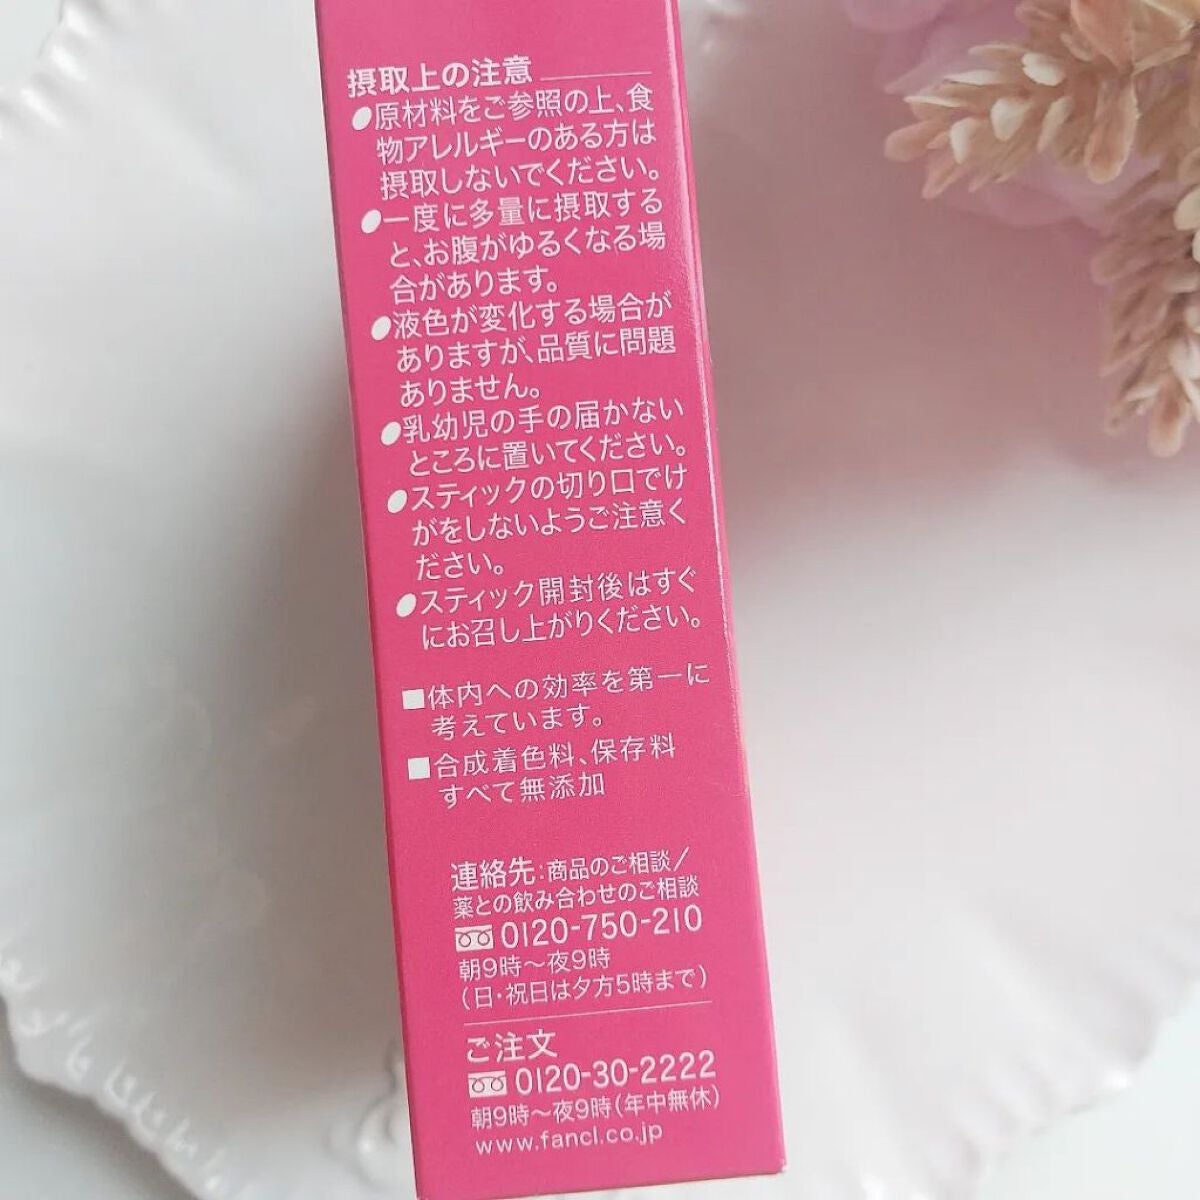 摂取上の注意
●原材料をご参照の上、食
物アレルギーのある方は
摂取しないでください。
●一度に多量に摂取する
と、お腹がゆるくなる場
合があります。
●液色が変化する場合が
ありますが、品質に問題
ありません。
●乳幼児の手の届かない
ところに置いてください。
●スティックの切り口でけ
がをしないようご注意く
ださい。
●スティック開封後はすぐ
にお召し上がりください。
■体内への効率を第一に
考えています。
■合成着色料、保存料
すべて無添加
連絡先:商品のご相談/
薬との飲み合わせのご相談
0120-750-210
朝9時～夜9時
(日・祝日は夕方5時まで)
ご注文
0120-30-2222
朝9時～夜9時(年中無休)
www.fancl.co.jp